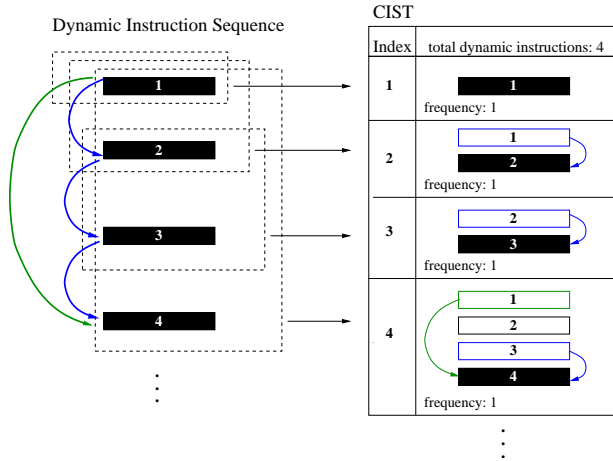 CIST
Dynamic Instruction Sequence
Index
total dynamic instructions: 4
1
1
1
frequency: 1
2
2
1
2
frequency: 1
3
3
2
3
frequency: 1
4
4
1
2
3
4
frequency: 1